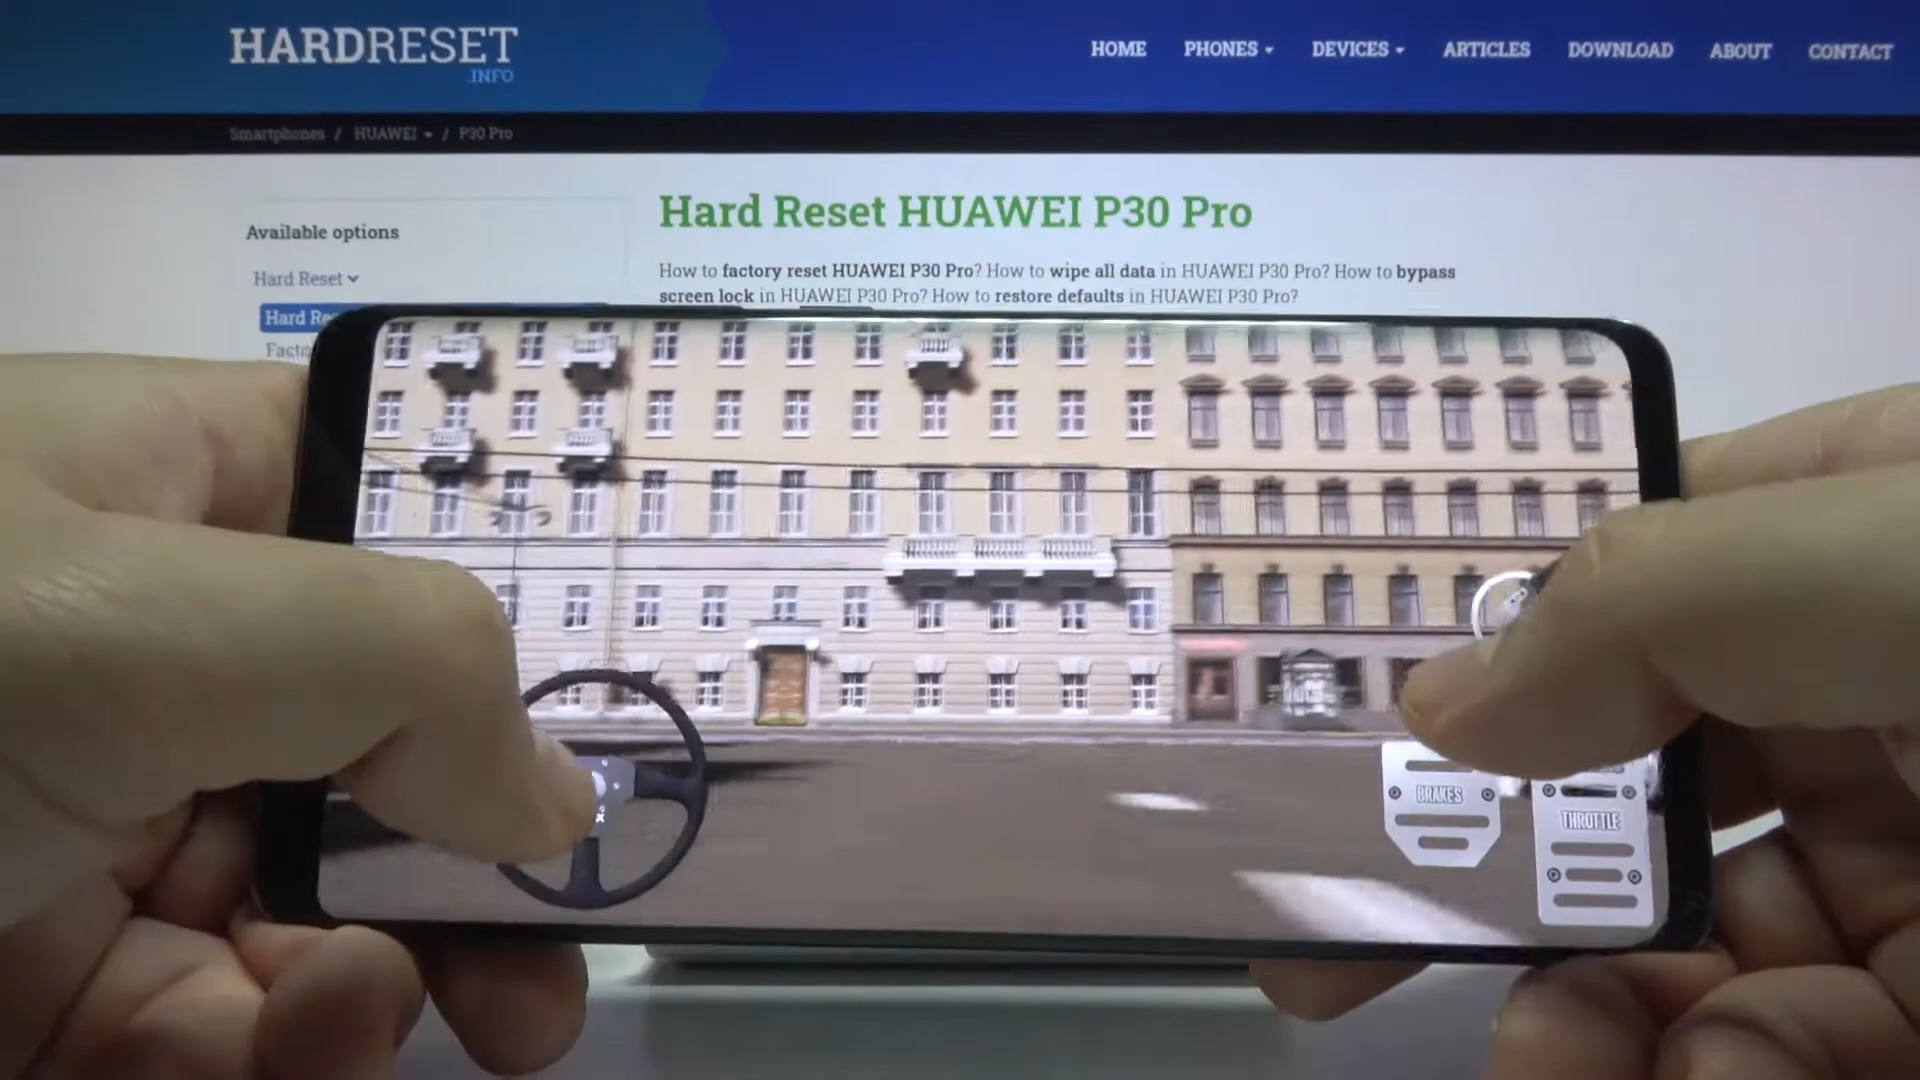 HARDRESET
.INFO
HOME PHONES DEVICES ARTICLES DOWNLOAD ABOUT CONTACT
Smartphones / HUAWEI / P30 Pro
Available options
Hard Reset
Hard Re
Facto
Hard Reset HUAWEI P30 Pro
How to factory reset HUAWEI P30 Pro? How to wipe all data in HUAWEI P30 Pro? How to bypass
screen lock in HUAWEI P30 Pro? How to restore defaults in HUAWEI P30 Pro?
BRAKES
THROTTLE